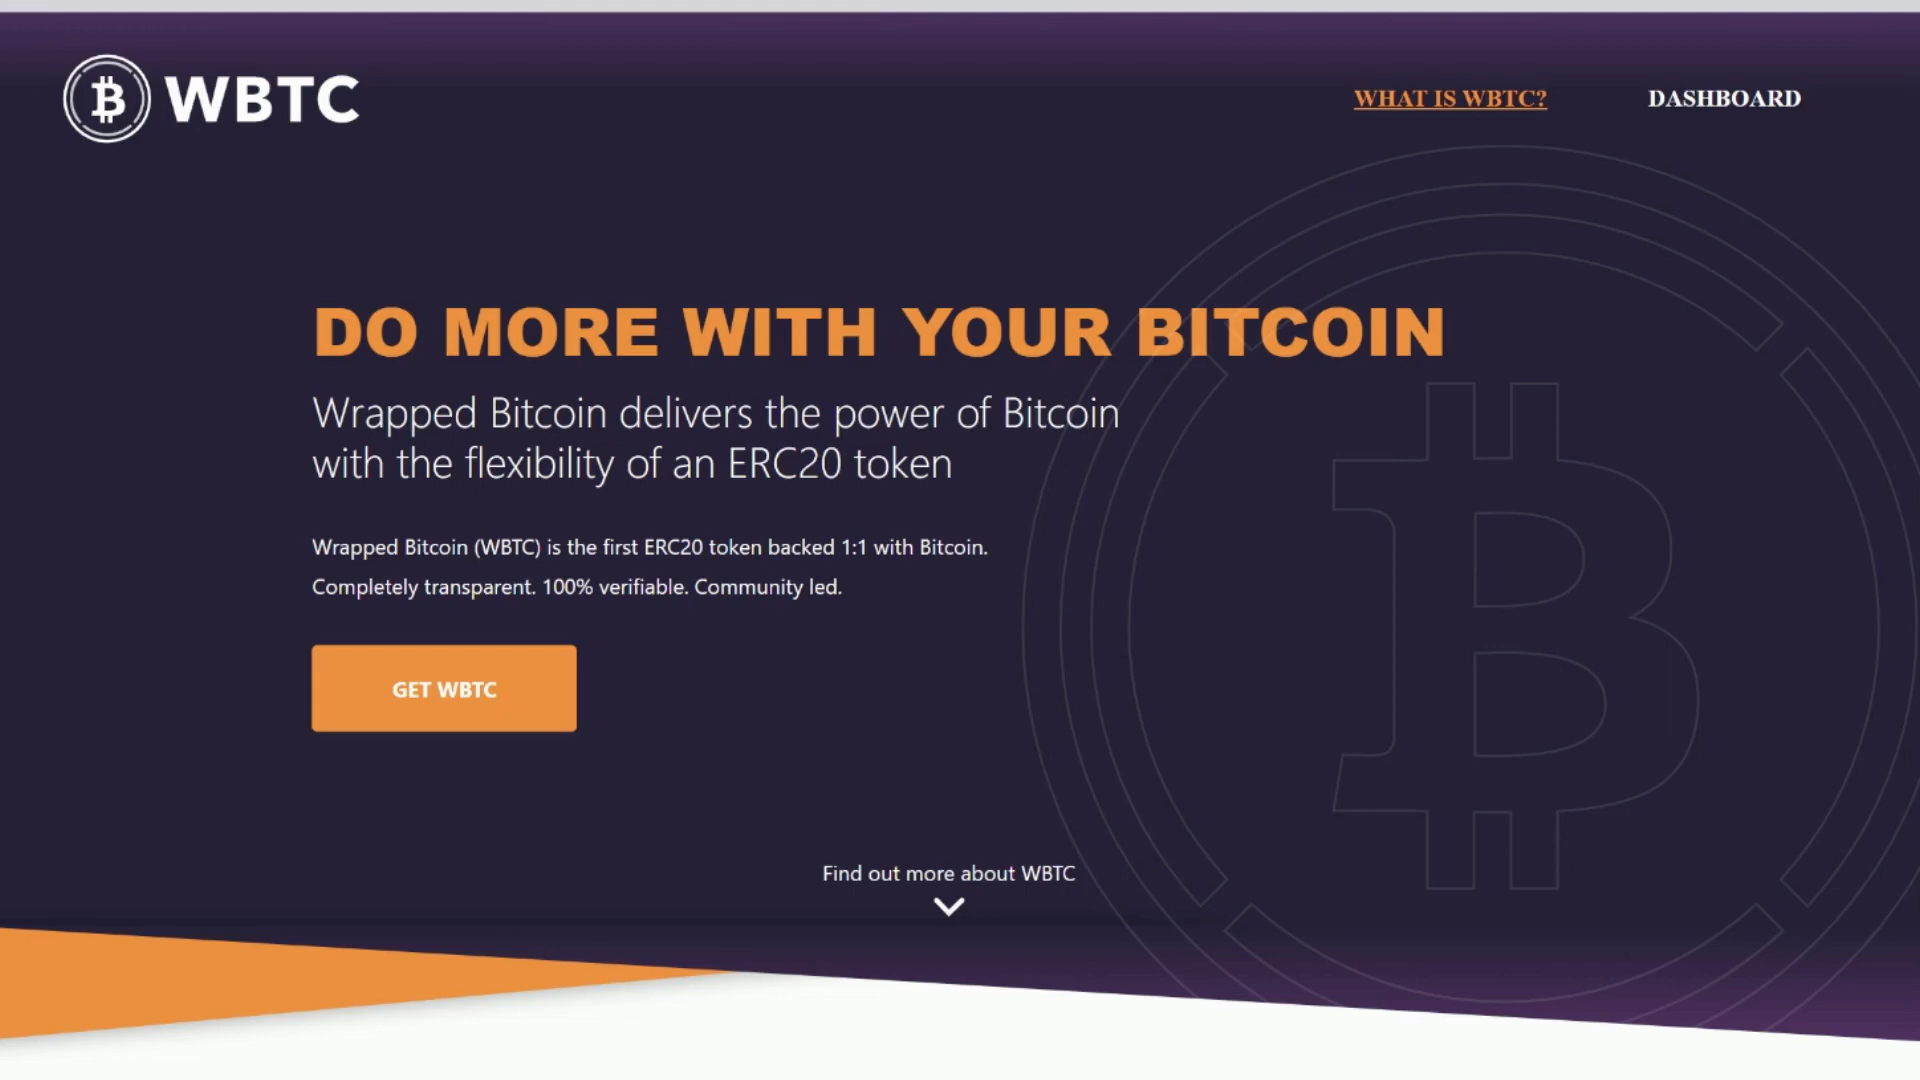 WBTC
WHAT IS WBTC?
DASHBOARD
DO MORE WITH YOUR BITCOIN
Wrapped Bitcoin delivers the power of Bitcoin
with the flexibility of an ERC20 token
Wrapped Bitcoin (WBTC) is the first ERC20 token backed 1:1 with Bitcoin.
Completely transparent. 100% verifiable. Community led.
GET WBTC
Find out more about WBTC